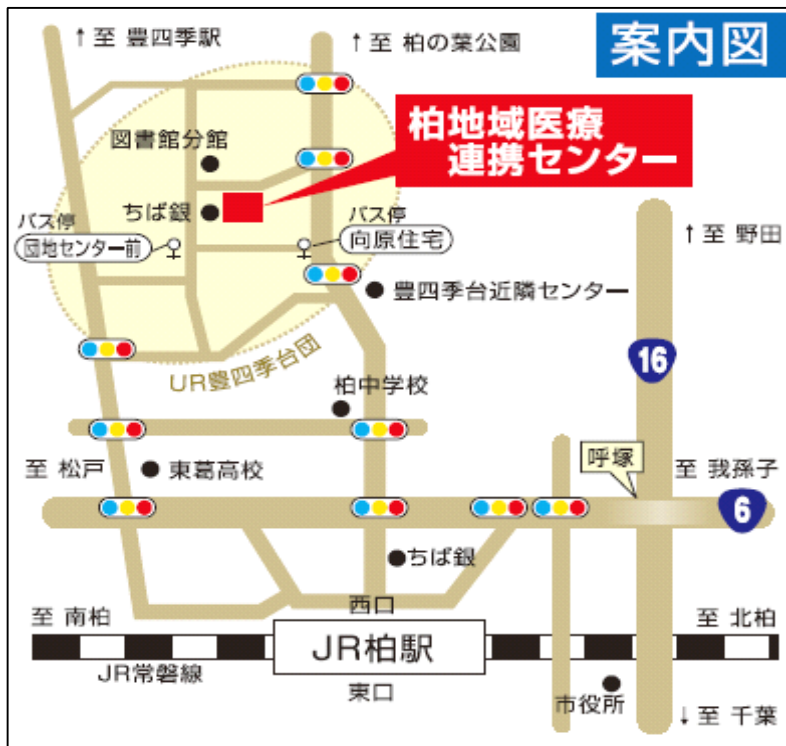 案内図
↑至 豊四季駅
↑至 柏の葉公園
柏地域医療
連携センター
図書館分館
ちば銀
バス停
団地センター前
バス停
向原住宅
↑至 野田
豊四季台近隣センター
UR豊四季台団
16
柏中学校
呼塚
至 松戸
東葛高校
至 我孫子
6
ちば銀
西口
至 南柏
JR柏駅
至 北柏
JR常磐線
東口
市役所
↓至 千葉